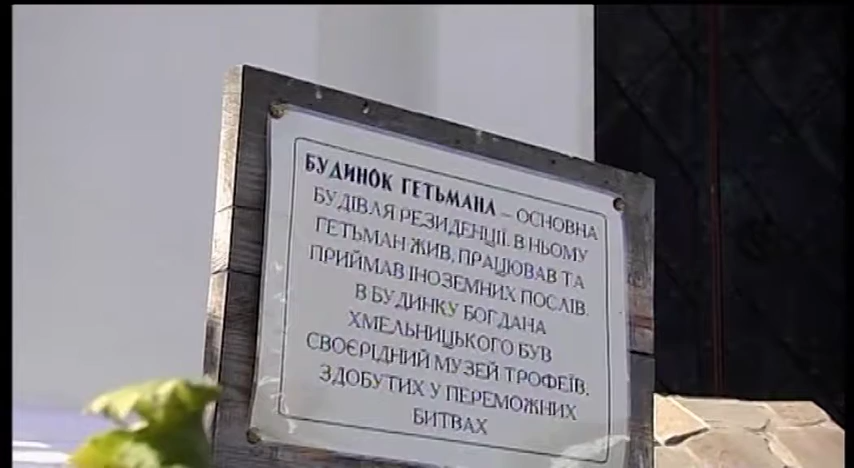 БУДИНОК ГЕТЬМАНА – ОСНОВНА
БУДІВЛЯ РЕЗИДЕНЦІЇ. В НЬОМУ
ГЕТЬМАН ЖИВ, ПРАЦЮВАВ ТА
ПРИЙМАВ ІНОЗЕМНИХ ПОСЛІВ.
В БУДИНКУ БОГДАНА
ХМЕЛЬНИЦЬКОГО БУВ
СВОЄРІДНИЙ МУЗЕЙ ТРОФЕЇВ,
ЗДОБУТИХ У ПЕРЕМОЖНИХ
БИТВАХ